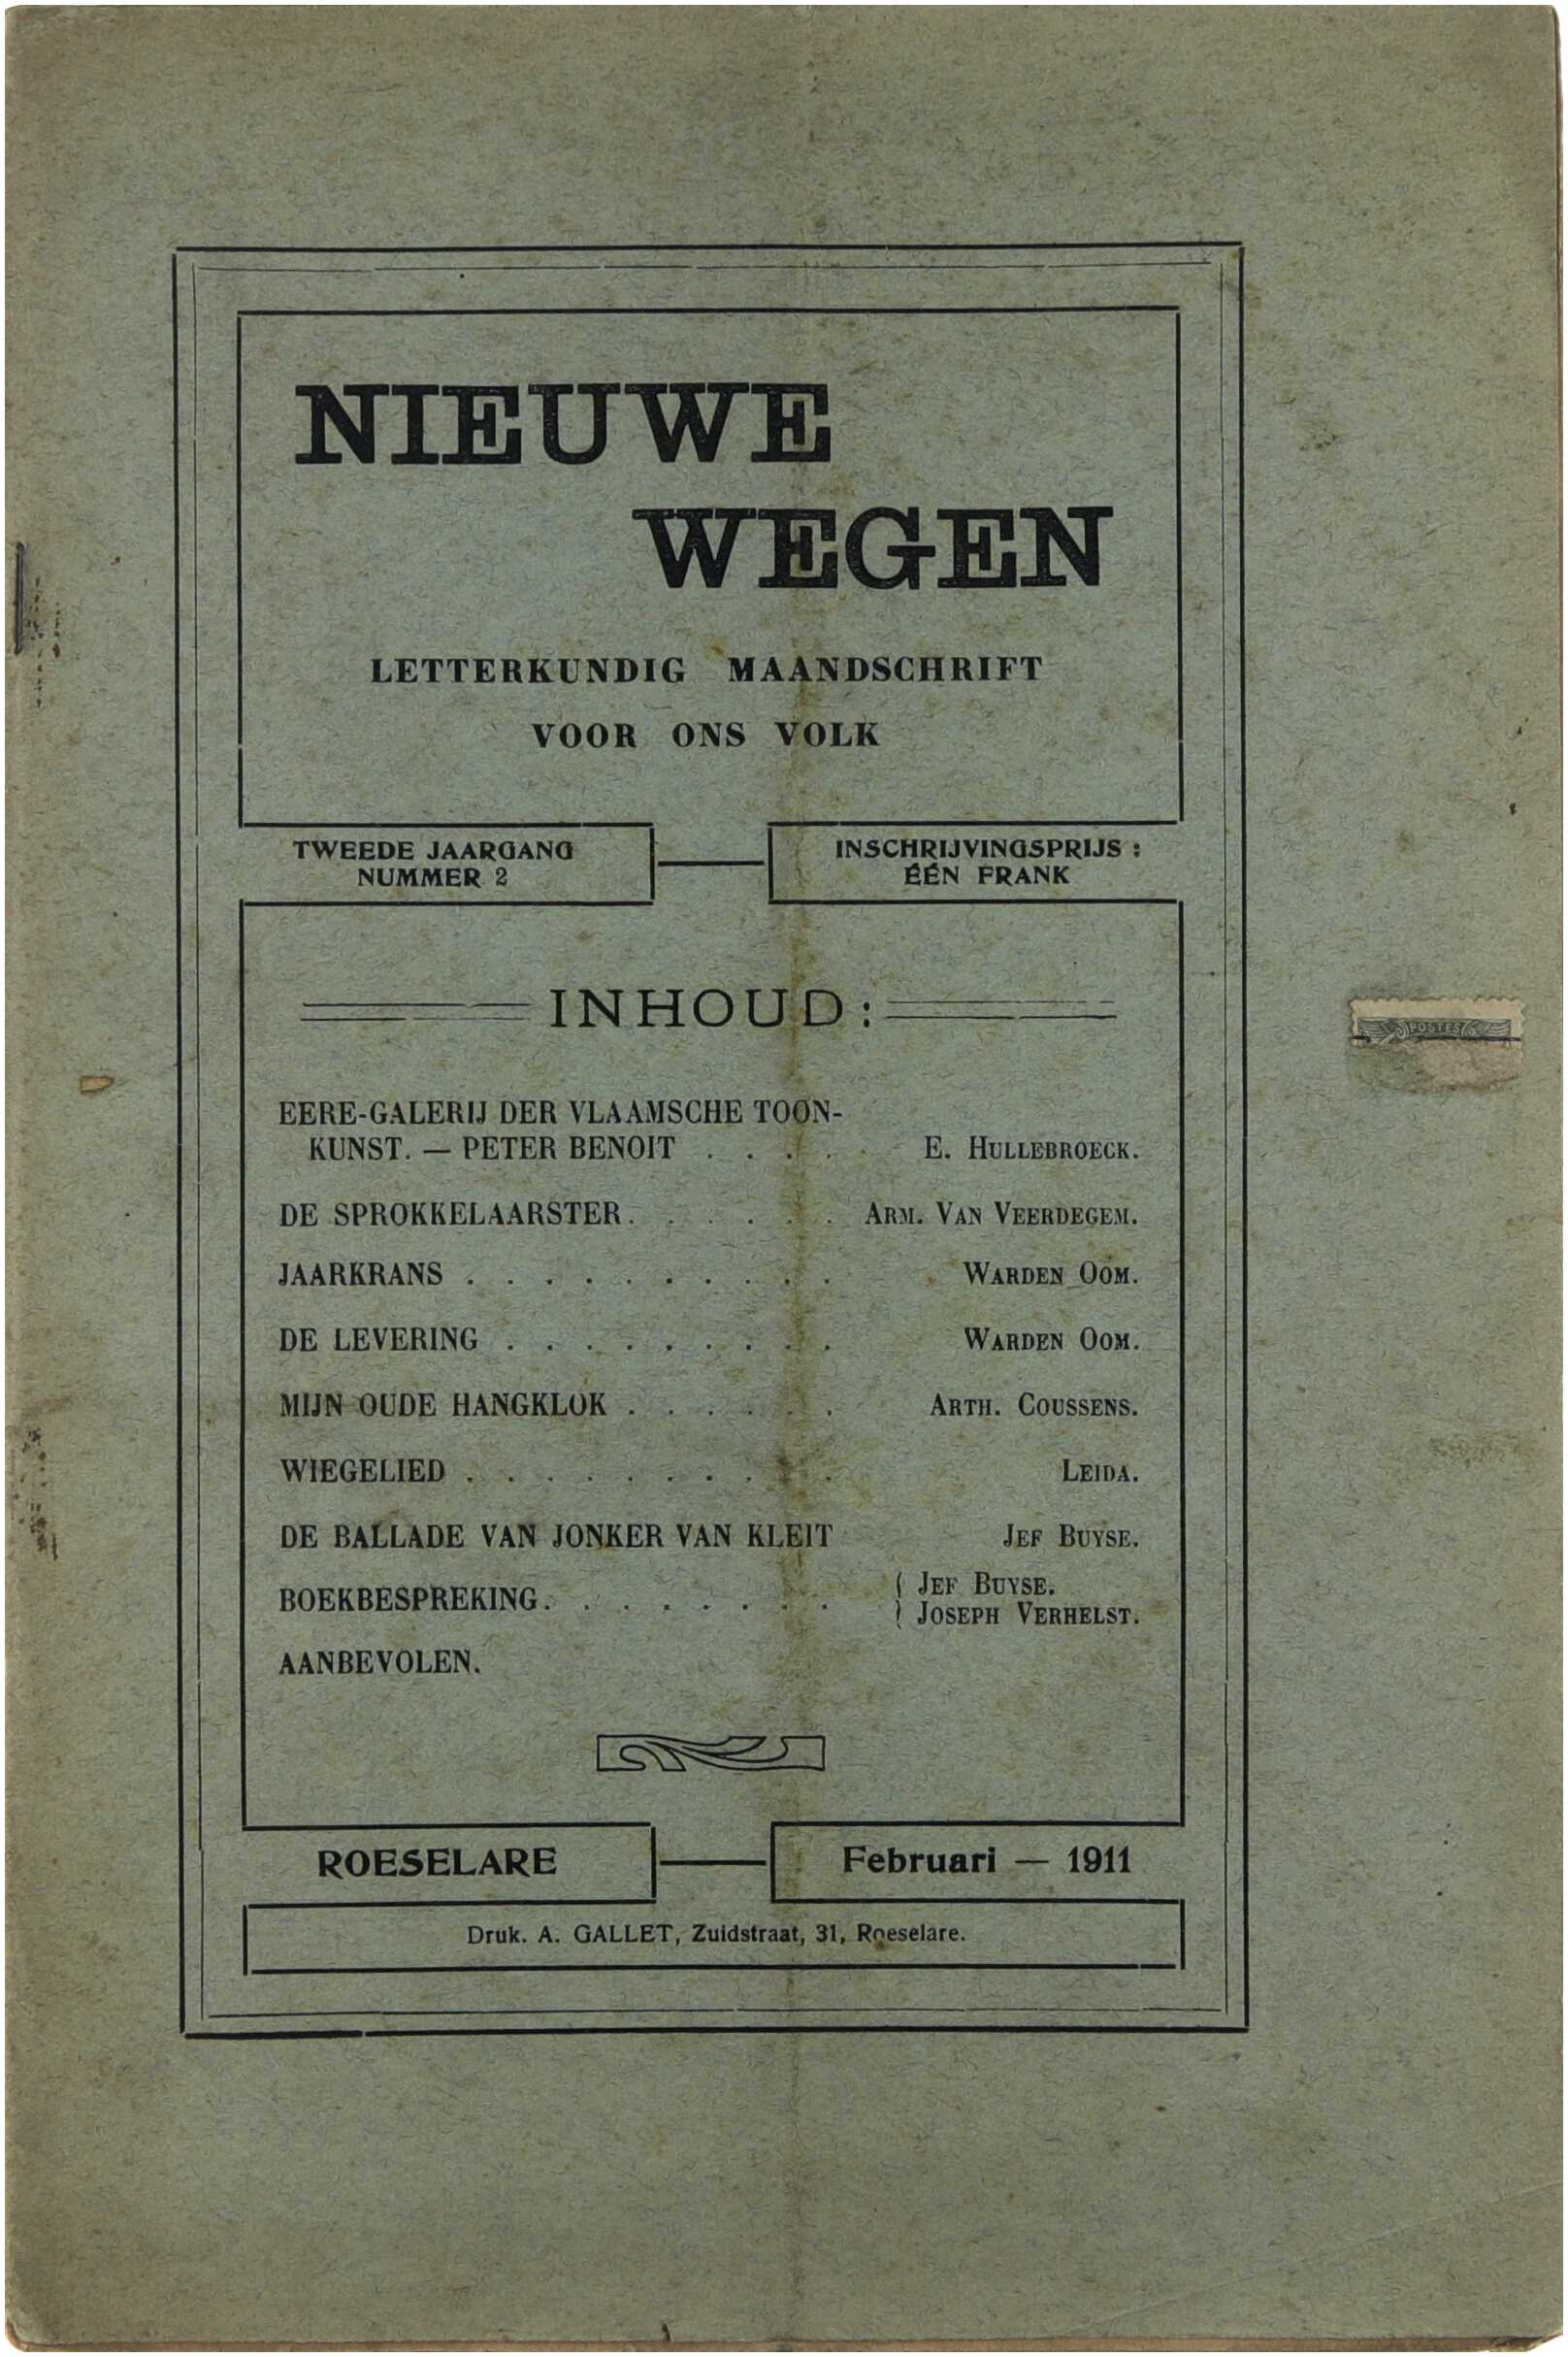 NIEUWE
WEGEN
LETTERKUNDIG MAANDSCHRIFT
VOOR ONS VOLK
TWEEDE JAARGANG
NUMMER 2
INSCHRIJVINGSPRIJS :
ÉÉN FRANK
INHOUD:
EERE-GALERIJ DER VLAAMSCHE TOON-
KUNST. — PETER BENOIT . . . . . E. HULLEBROECK.
DE SPROKKELAARSTER. . . . . . ARM. VAN VEERDEGEM.
JAARKRANS . . . . . . . . . . WARDEN OOM.
DE LEVERING . . . . . . . . . WARDEN OOM.
MIJN OUDE HANGKLOK . . . . . . ARTH. COUSSENS.
WIEGELIED . . . . . . . . . . LEIDA.
DE BALLADE VAN JONKER VAN KLEIT JEF BUYSE.
BOEKBESPREKING. . . . . . . . JEF BUYSE.
JOSEPH VERHELST.
AANBEVOLEN.
ROESELARE
Februari — 1911
Druk. A. GALLET, Zuidstraat, 31, Roeselare.
POSTES